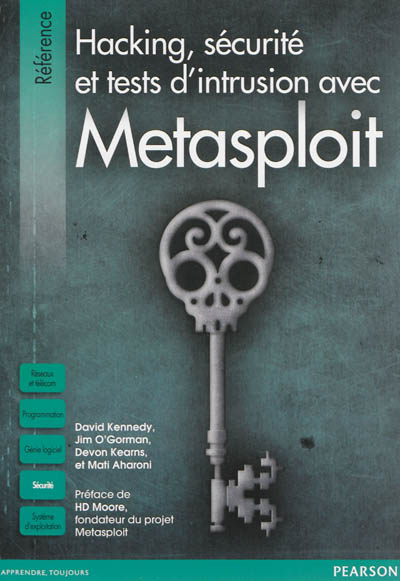 Référence
Hacking, sécurité
et tests d'intrusion avec
Metasploit
Réseaux
et télécom
Programmation
Génie logiciel
Sécurité
Système
d'exploitation
David Kennedy,
Jim O'Gorman,
Devon Kearns,
et Mati Aharoni
Préface de
HD Moore,
fondateur du projet
Metasploit
APPRENDRE, TOUJOURS
PEARSON